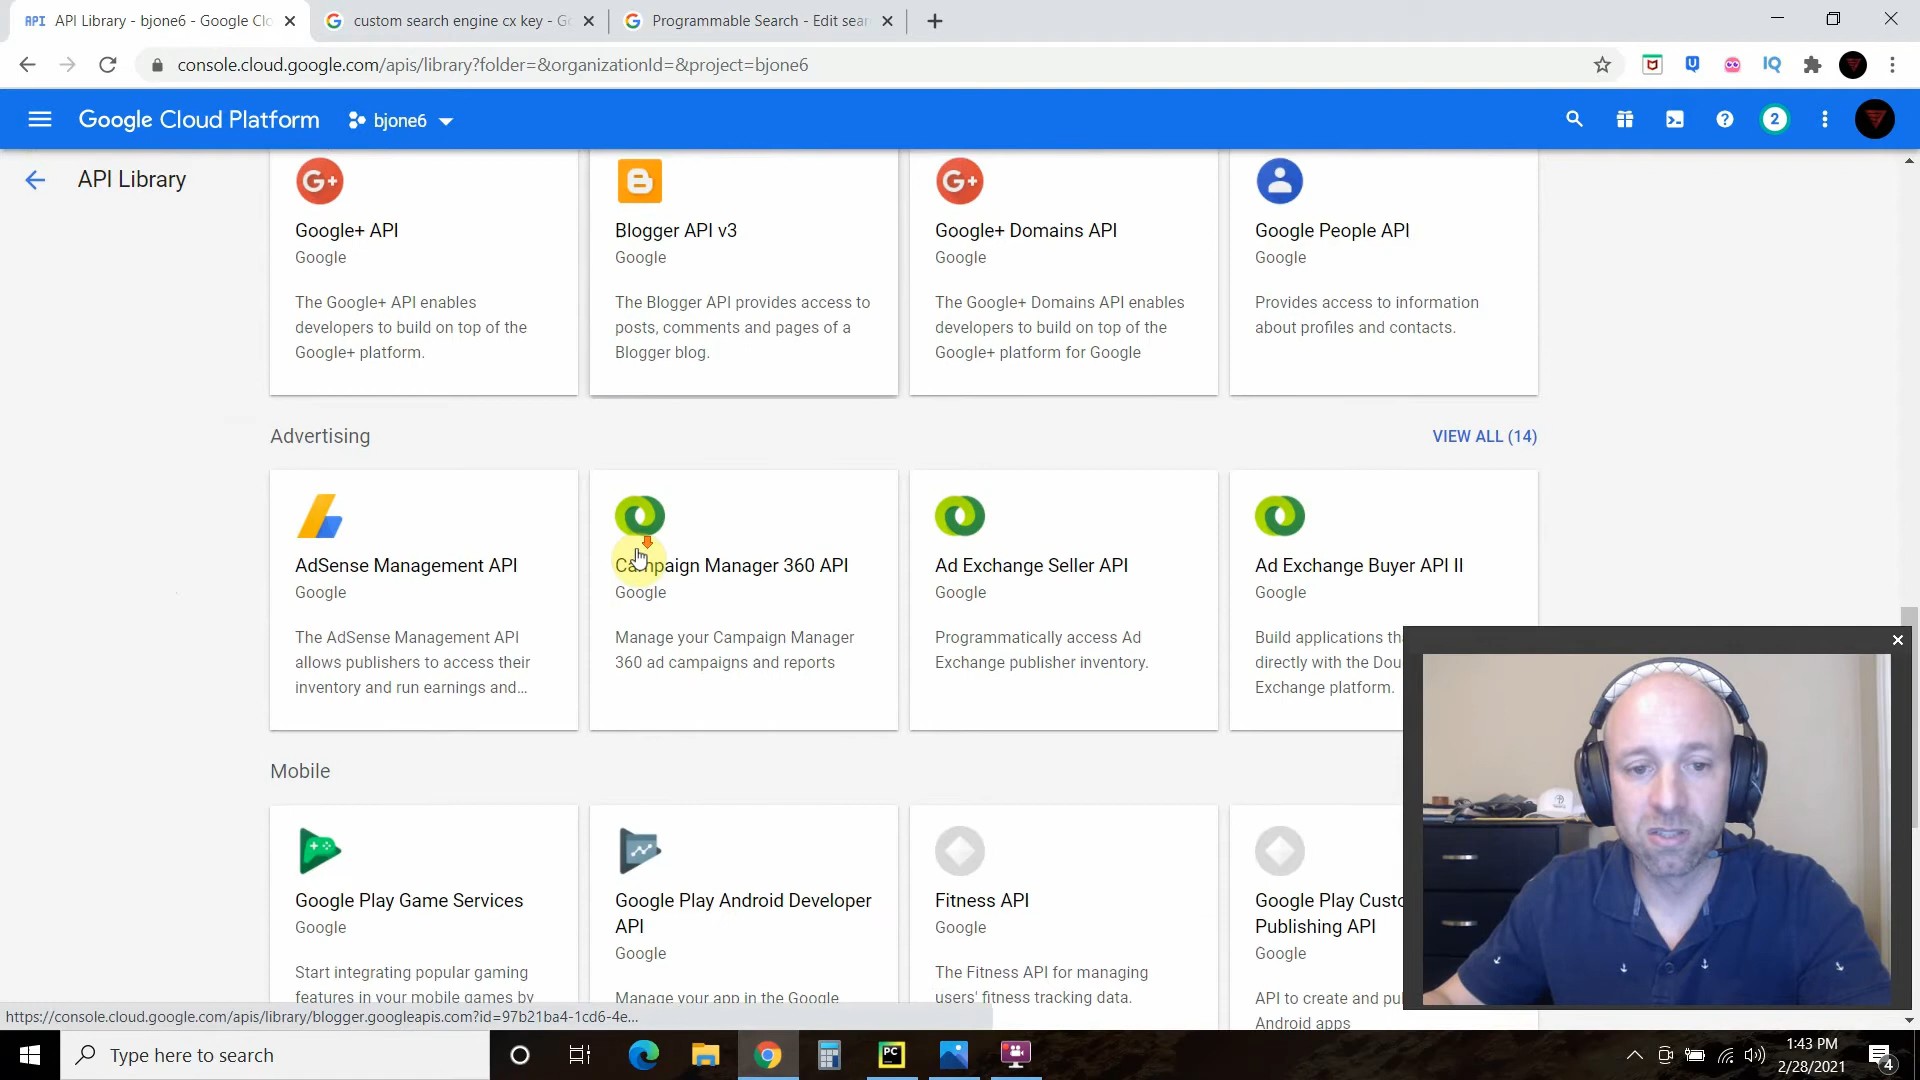 API API Library - bjone6 - Google Clo
custom search engine cx key - Go
Programmable Search - Edit sear
console.cloud.google.com/apis/library?folder=&organizationId=&project=bjone6
IQ
Google Cloud Platform
bjone6
2
API Library
G+
G+
Google+ API
Google
The Google+ API enables
developers to build on top of the
Google+ platform.
Blogger API v3
Google
The Blogger API provides access to
posts, comments and pages of a
Blogger blog.
Google+ Domains API
Google
The Google+ Domains API enables
developers to build on top of the
Google+ platform for Google
Google People API
Google
Provides access to information
about profiles and contacts.
Advertising
VIEW ALL (14)
AdSense Management API
Google
The AdSense Management API
allows publishers to access their
inventory and run earnings and...
Campaign Manager 360 API
Google
Manage your Campaign Manager
360 ad campaigns and reports
Ad Exchange Seller API
Google
Programmatically access Ad
Exchange publisher inventory.
Ad Exchange Buyer API II
Google
Build applications th
directly with the Dou
Exchange platform.
Mobile
Google Play Game Services
Google
Start integrating popular gaming
features in your mobile games by
Google Play Android Developer
API
Google
Manage your app in the Google
Fitness API
Google
The Fitness API for managing
users' fitness tracking data.
Google Play Custo
Publishing API
Google
API to create and pu
Android apps
https://console.cloud.google.com/apis/library/blogger.googleapis.com?id=97b21ba4-1cd6-4e...
Type here to search
PC
1:43 PM
2/28/2021
4